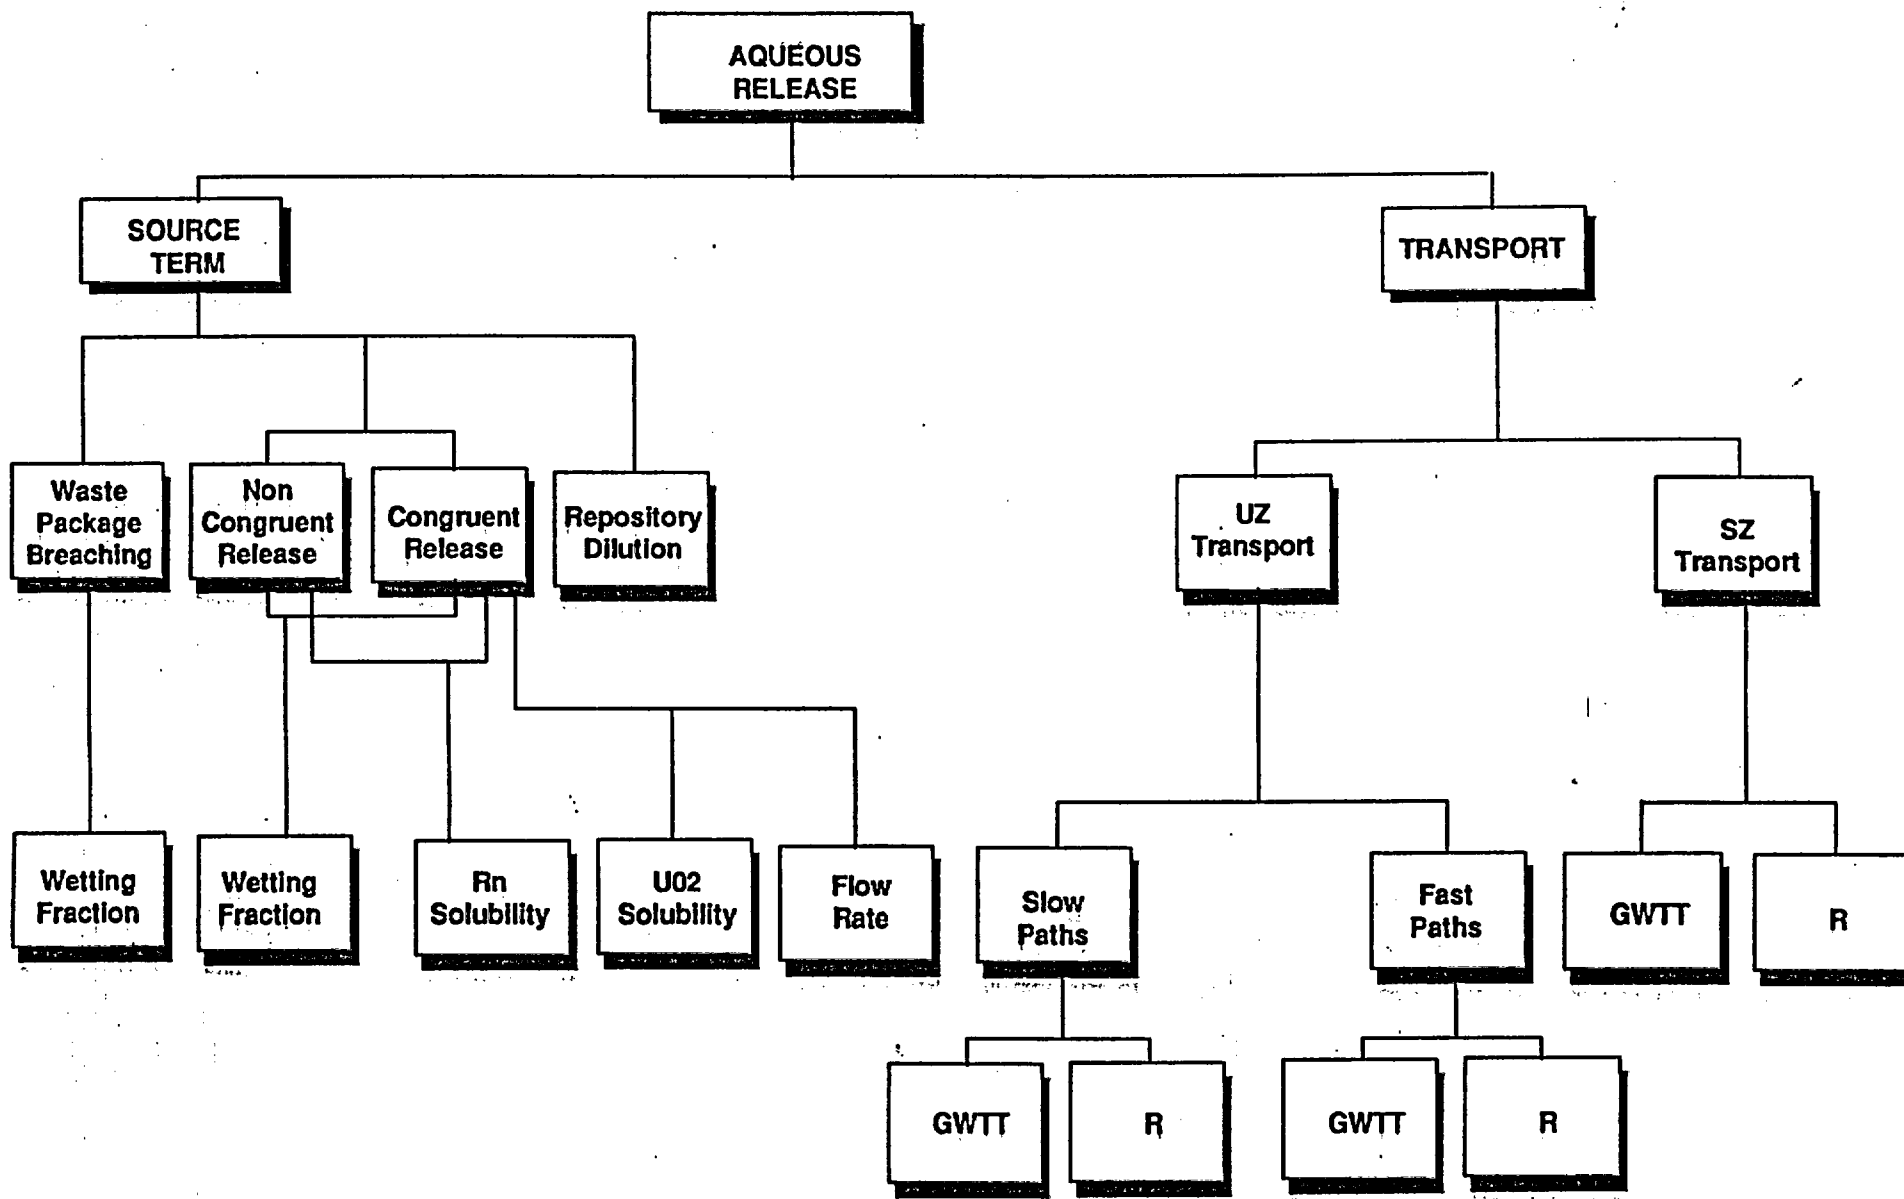 AQUEOUS
RELEASE
SOURCE
TERM
TRANSPORT
Waste
Package
Breaching
Non
Congruent
Release
Congruent
Release
Repository
Dilution
UZ
Transport
SZ
Transport
Wetting
Fraction
Wetting
Fraction
Rn
Solubility
U02
Solubility
Flow
Rate
Slow
Paths
Fast
Paths
GWTT
R
GWTT
R
GWTT
R